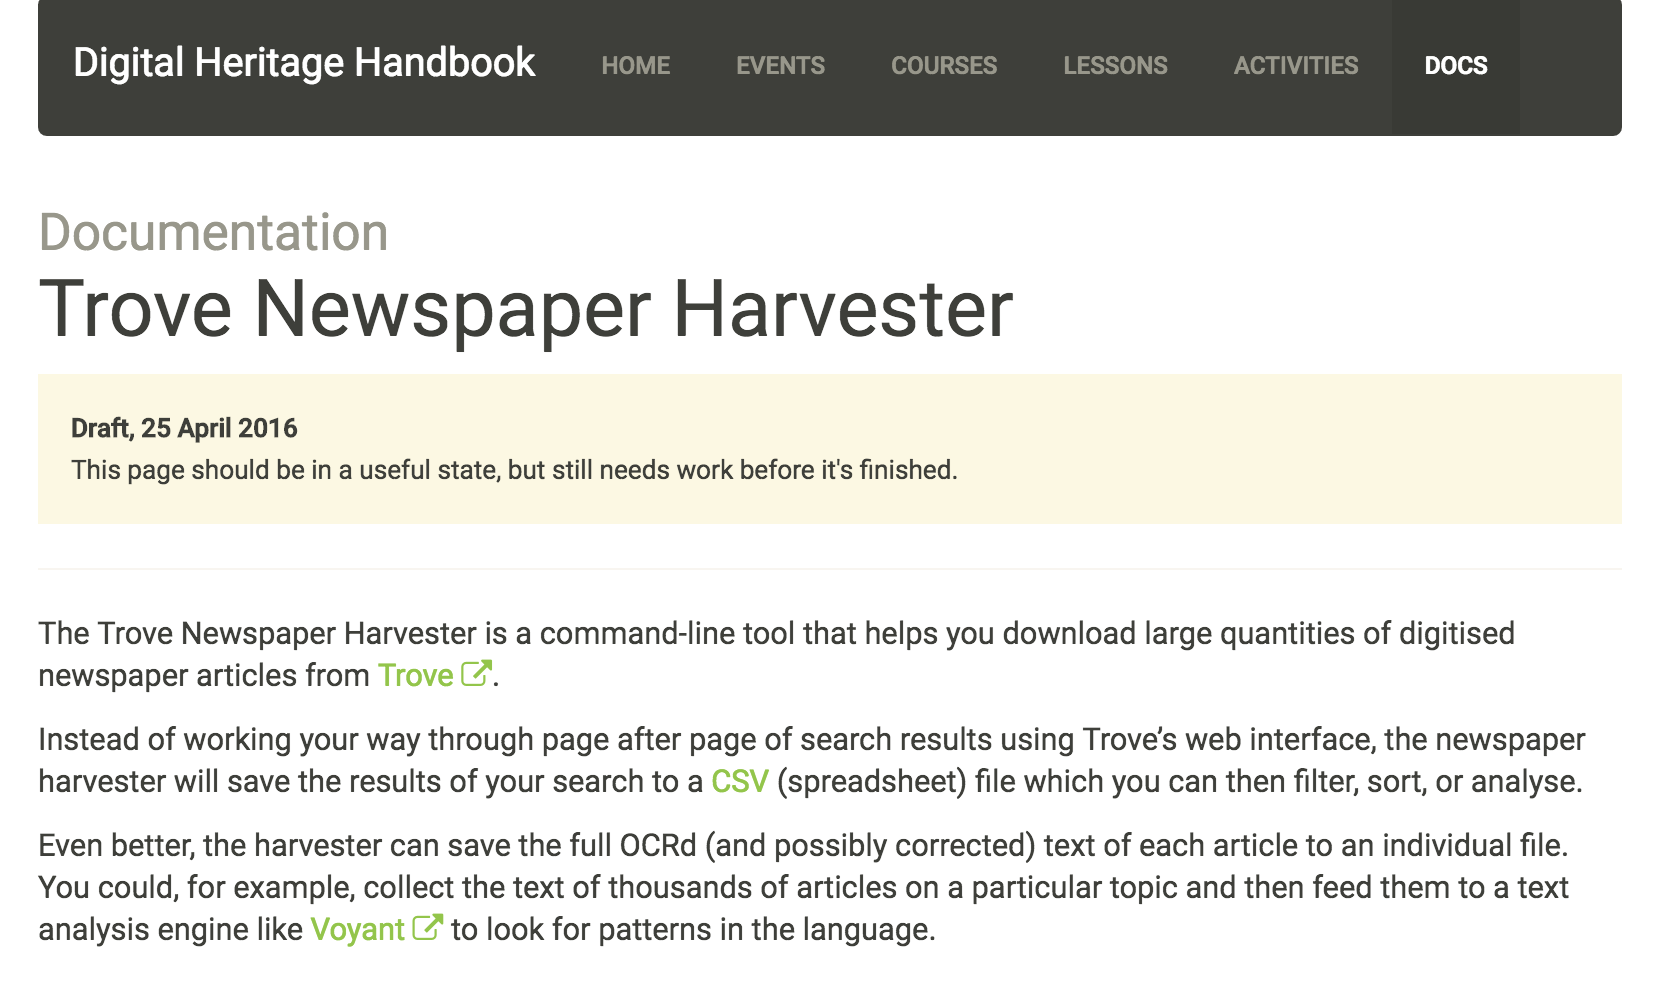 Digital Heritage Handbook HOME EVENTS COURSES LESSONS ACTIVITIES DOCS
Documentation
Trove Newspaper Harvester
Draft, 25 April 2016
This page should be in a useful state, but still needs work before it's finished.
The Trove Newspaper Harvester is a command-line tool that helps you download large quantities of digitised
newspaper articles from Trove.
Instead of working your way through page after page of search results using Trove’s web interface, the newspaper
harvester will save the results of your search to a CSV (spreadsheet) file which you can then filter, sort, or analyse.
Even better, the harvester can save the full OCRd (and possibly corrected) text of each article to an individual file.
You could, for example, collect the text of thousands of articles on a particular topic and then feed them to a text
analysis engine like Voyant to look for patterns in the language.